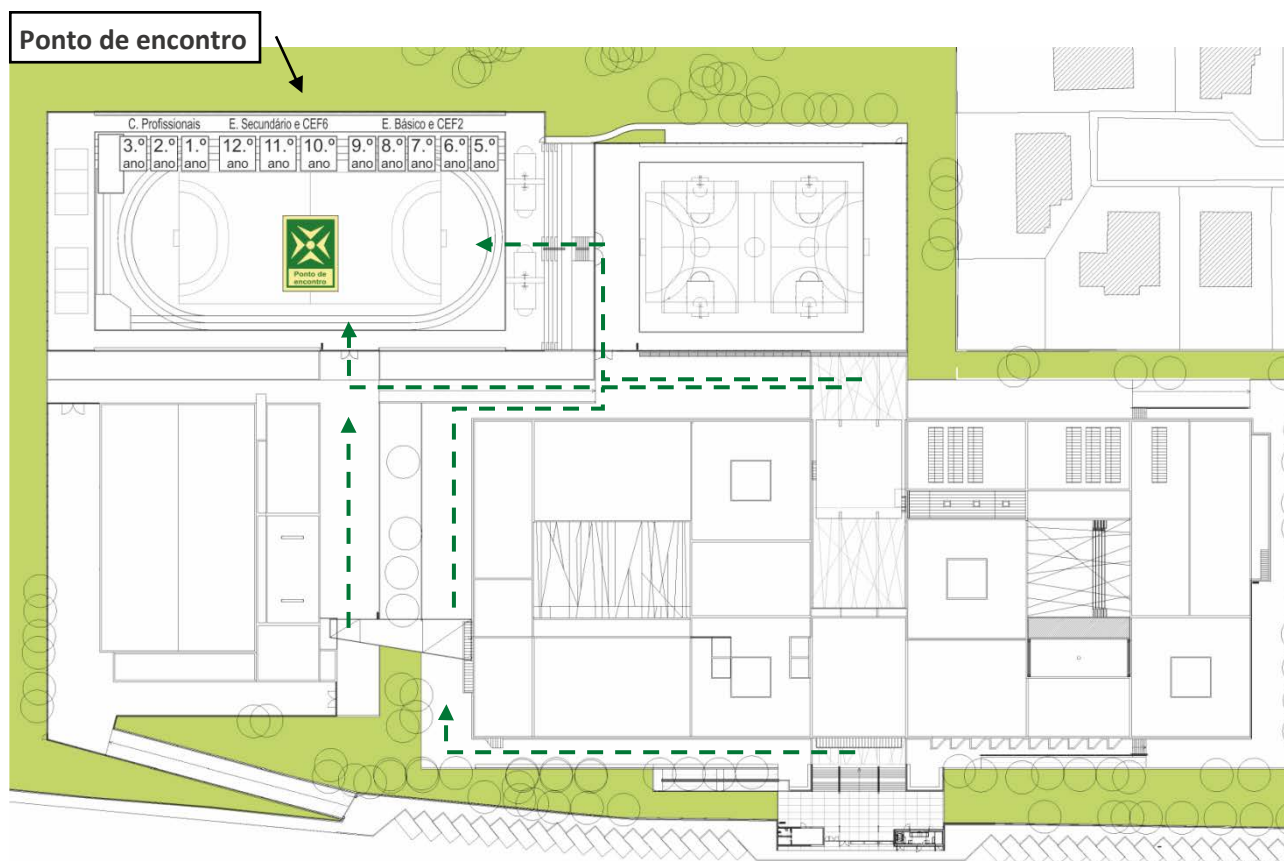 Ponto de encontro
C. Profissionais E. Secundário e CEF6 E. Básico e CEF2
3.º 2.º 1.º 12.º 11.º 10.º 9.º 8.º 7.º 6.º 5.º
ano ano ano ano ano ano ano ano ano ano ano
Ponto de
encontro